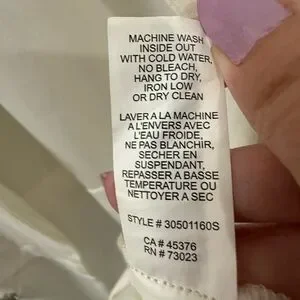 MACHINE WASH
INSIDE OUT
WITH COLD WATER,
NO BLEACH,
HANG TO DRY,
IRON LOW
OR DRY CLEAN
LAVER A LA MACHINE
A L'ENVERS AVEC
L'EAU FROIDE,
NE PAS BLANCHIR,
SECHER EN
SUSPENDANT,
REPASSER A BASSE
TEMPERATURE OU
NETTOYER A SEC
STYLE # 30501160S
CA # 45376
RN # 73023